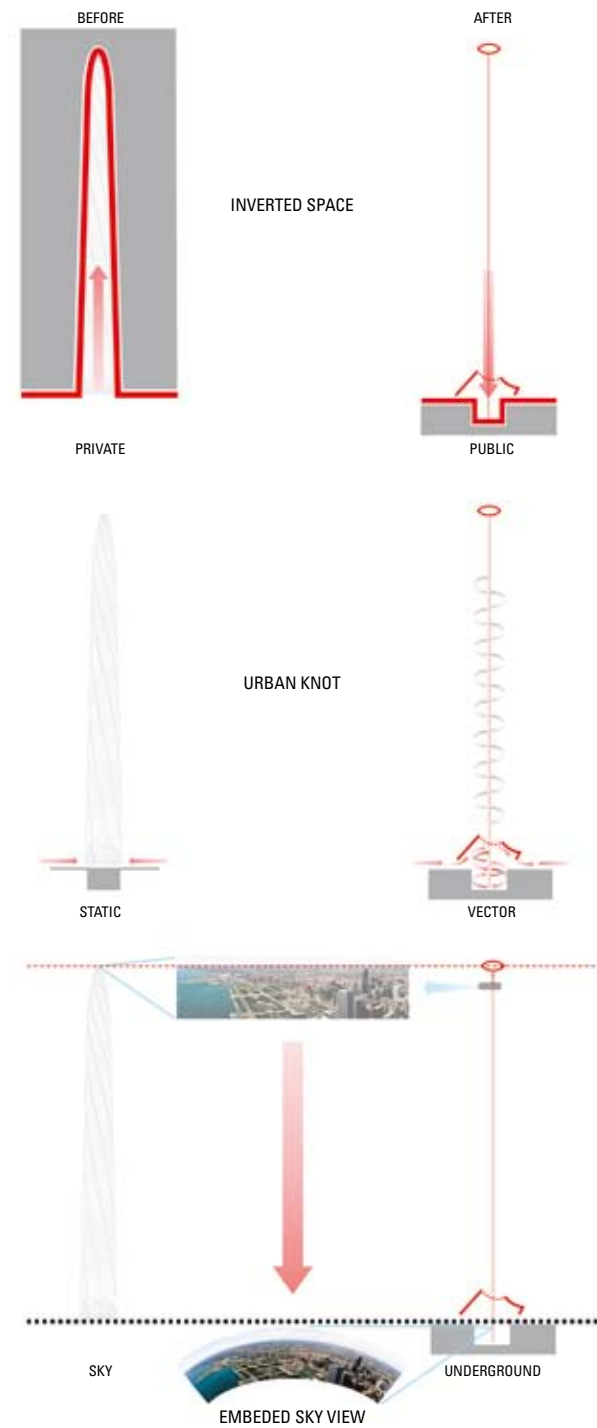 BEFORE
AFTER
INVERTED SPACE
PRIVATE
PUBLIC
URBAN KNOT
STATIC
VECTOR
SKY
UNDERGROUND
EMBEDED SKY VIEW